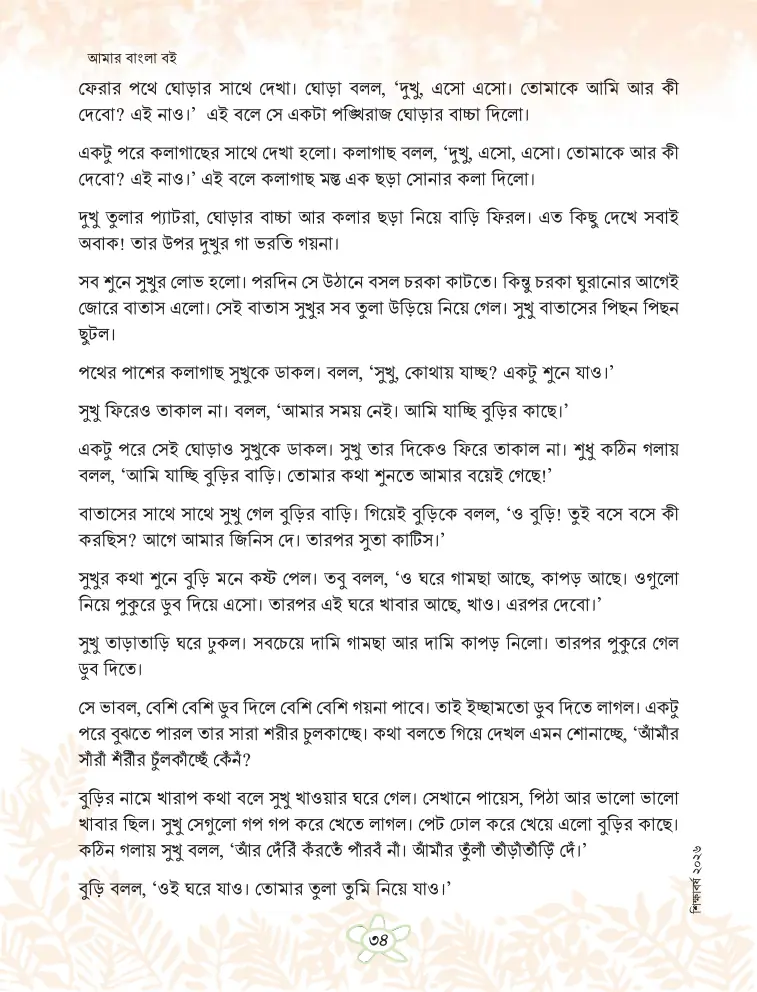 আমার বাংলা বই
ফেরার পথে ঘোড়ার সাথে দেখা। ঘোড়া বলল, ‘দুখু, এসো এসো। তোমাকে আমি আর কী
দেবো? এই নাও।’ এই বলে সে একটা পঙ্খিরাজ ঘোড়ার বাচ্চা দিলো।
একটু পরে কলাগাছের সাথে দেখা হলো। কলাগাছ বলল, ‘দুখু, এসো, এসো। তোমাকে আর কী
দেবো? এই নাও।’ এই বলে কলাগাছ মস্ত এক ছড়া সোনার কলা দিলো।
দুখু তুলার প্যাটরা, ঘোড়ার বাচ্চা আর কলার ছড়া নিয়ে বাড়ি ফিরল। এত কিছু দেখে সবাই
অবাক! তার উপর দুখুর গা ভরতি গয়না।
সব শুনে সুখুর লোভ হলো। পরদিন সে উঠানে বসল চরকা কাটতে। কিন্তু চরকা ঘুরানোর আগেই
জোরে বাতাস এলো। সেই বাতাস সুখুর সব তুলা উড়িয়ে নিয়ে গেল। সুখু বাতাসের পিছন পিছন
ছুটল।
পথের পাশের কলাগাছ সুখুকে ডাকল। বলল, ‘সুখু, কোথায় যাচ্ছ? একটু শুনে যাও।’
সুখু ফিরেও তাকাল না। বলল, ‘আমার সময় নেই। আমি যাচ্ছি বুড়ির কাছে।’
একটু পরে সেই ঘোড়াও সুখুকে ডাকল। সুখু তার দিকেও ফিরে তাকাল না। শুধু কঠিন গলায়
বলল, ‘আমি যাচ্ছি বুড়ির বাড়ি। তোমার কথা শুনতে আমার বয়েই গেছে!’
বাতাসের সাথে সাথে সুখু গেল বুড়ির বাড়ি। গিয়েই বুড়িকে বলল, ‘ও বুড়ি! তুই বসে বসে কী
করছিস? আগে আমার জিনিস দে। তারপর সুতা কাটিস।’
সুখুর কথা শুনে বুড়ি মনে কষ্ট পেল। তবু বলল, ‘ও ঘরে গামছা আছে, কাপড় আছে। ওগুলো
নিয়ে পুকুরে ডুব দিয়ে এসো। তারপর এই ঘরে খাবার আছে, খাও। এরপর দেবো।’
সুখু তাড়াতাড়ি ঘরে ঢুকল। সবচেয়ে দামি গামছা আর দামি কাপড় নিলো। তারপর পুকুরে গেল
ডুব দিতে।
সে ভাবল, বেশি বেশি ডুব দিলে বেশি বেশি গয়না পাবে। তাই ইচ্ছামতো ডুব দিতে লাগল। একটু
পরে বুঝতে পারল তার সারা শরীর চুলকাচ্ছে। কথা বলতে গিয়ে দেখল এমন শোনাচ্ছে, ‘আঁমাঁর
সাঁরাঁ শঁরীঁর চুঁলকাঁচ্ছেঁ কেঁনঁ?
বুড়ির নামে খারাপ কথা বলে সুখু খাওয়ার ঘরে গেল। সেখানে পায়েস, পিঠা আর ভালো ভালো
খাবার ছিল। সুখু সেগুলো গপ গপ করে খেতে লাগল। পেট ঢোল করে খেয়ে এলো বুড়ির কাছে।
কঠিন গলায় সুখু বলল, ‘আঁর দেঁরিঁ কঁরতেঁ পাঁরবঁ নাঁ। আঁমাঁর তুঁলাঁ তাঁড়াঁতাঁড়িঁ দেঁ।’
বুড়ি বলল, ‘ওই ঘরে যাও। তোমার তুলা তুমি নিয়ে যাও।’
শিক্ষাবর্ষ ২০২৬
৩৪